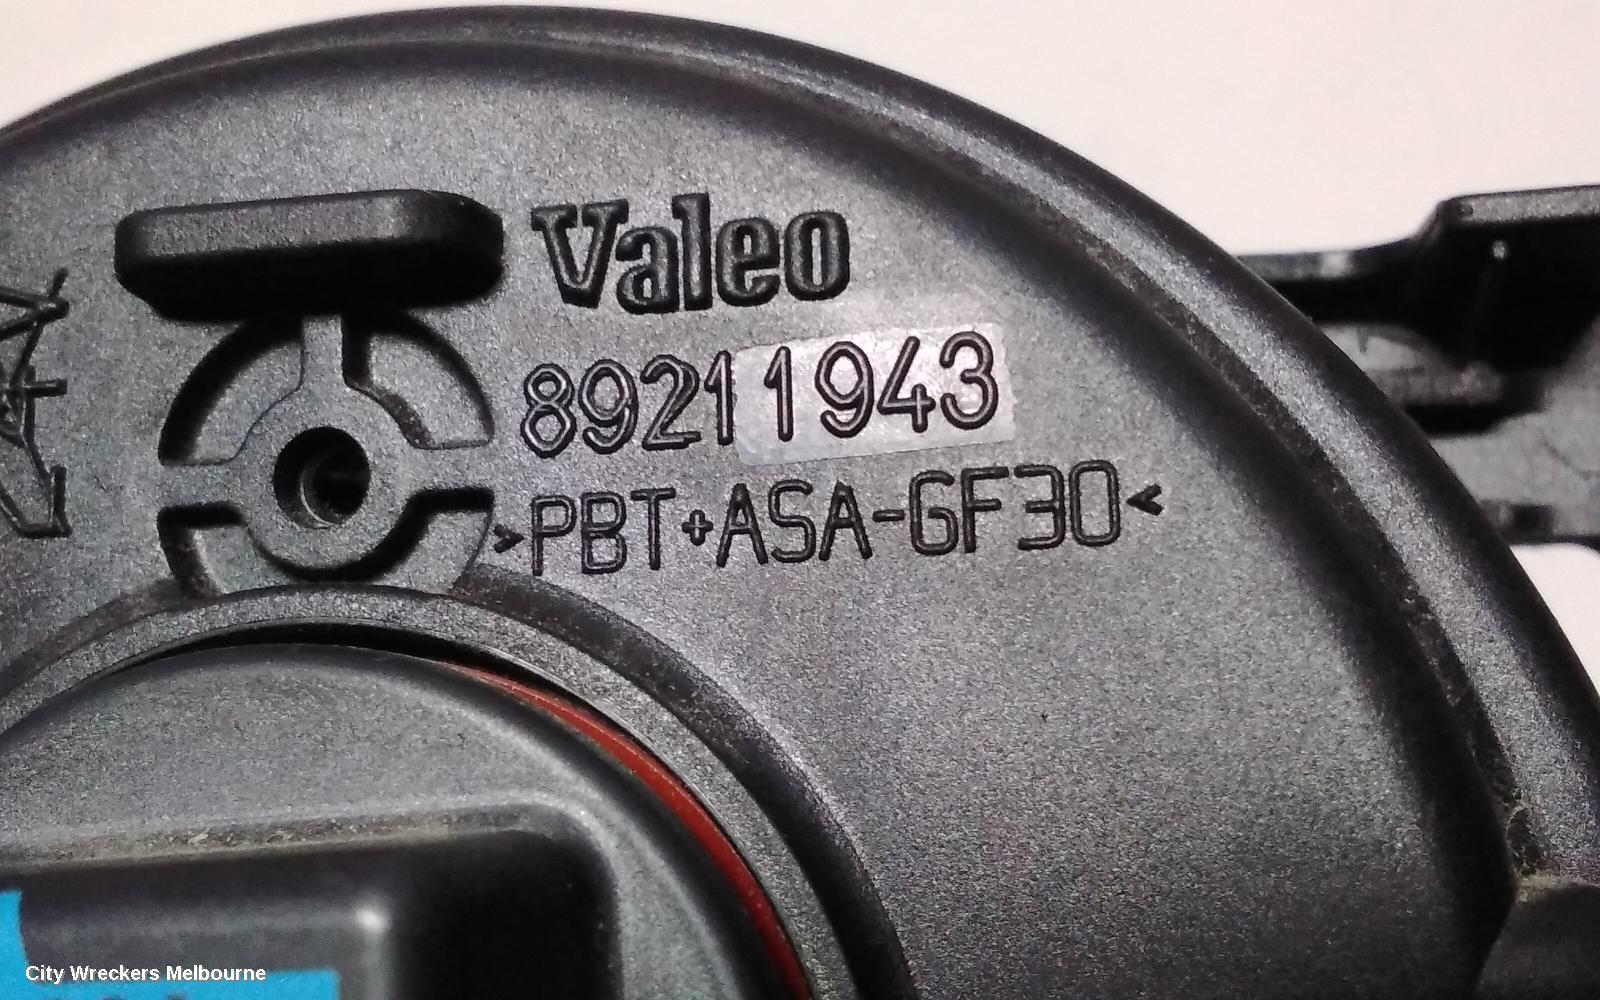 Valeo
89211943
>PBT+ASA-GF30<
City Wreckers Melbourne